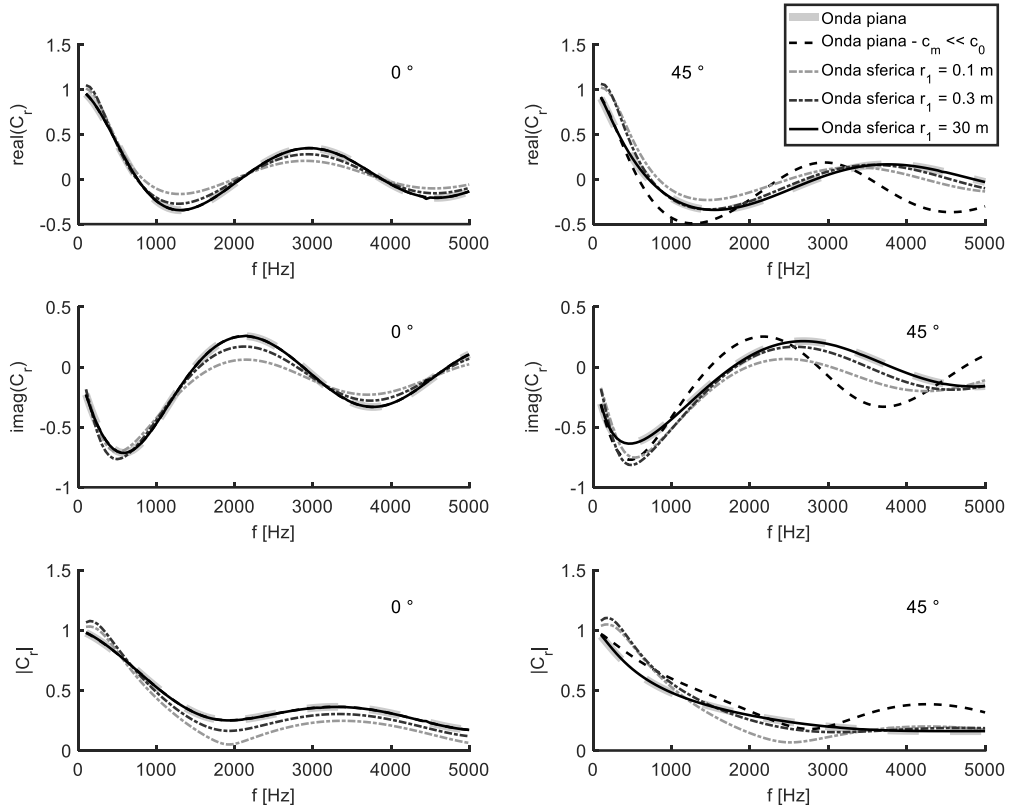 Onda piana
Onda piana - c_m << c_0
Onda sferica r_1 = 0.1 m
Onda sferica r_1 = 0.3 m
Onda sferica r_1 = 30 m
1.5
1
0.5
0
-0.5
real(C_r)
0 °
0 1000 2000 3000 4000 5000
f [Hz]
1.5
1
0.5
0
-0.5
real(C_r)
45 °
0 1000 2000 3000 4000 5000
f [Hz]
0.5
0
-0.5
-1
imag(C_r)
0 °
0 1000 2000 3000 4000 5000
f [Hz]
0.5
0
-0.5
-1
imag(C_r)
45 °
0 1000 2000 3000 4000 5000
f [Hz]
1.5
1
0.5
0
|C_r|
0 °
0 1000 2000 3000 4000 5000
f [Hz]
1.5
1
0.5
0
|C_r|
45 °
0 1000 2000 3000 4000 5000
f [Hz]